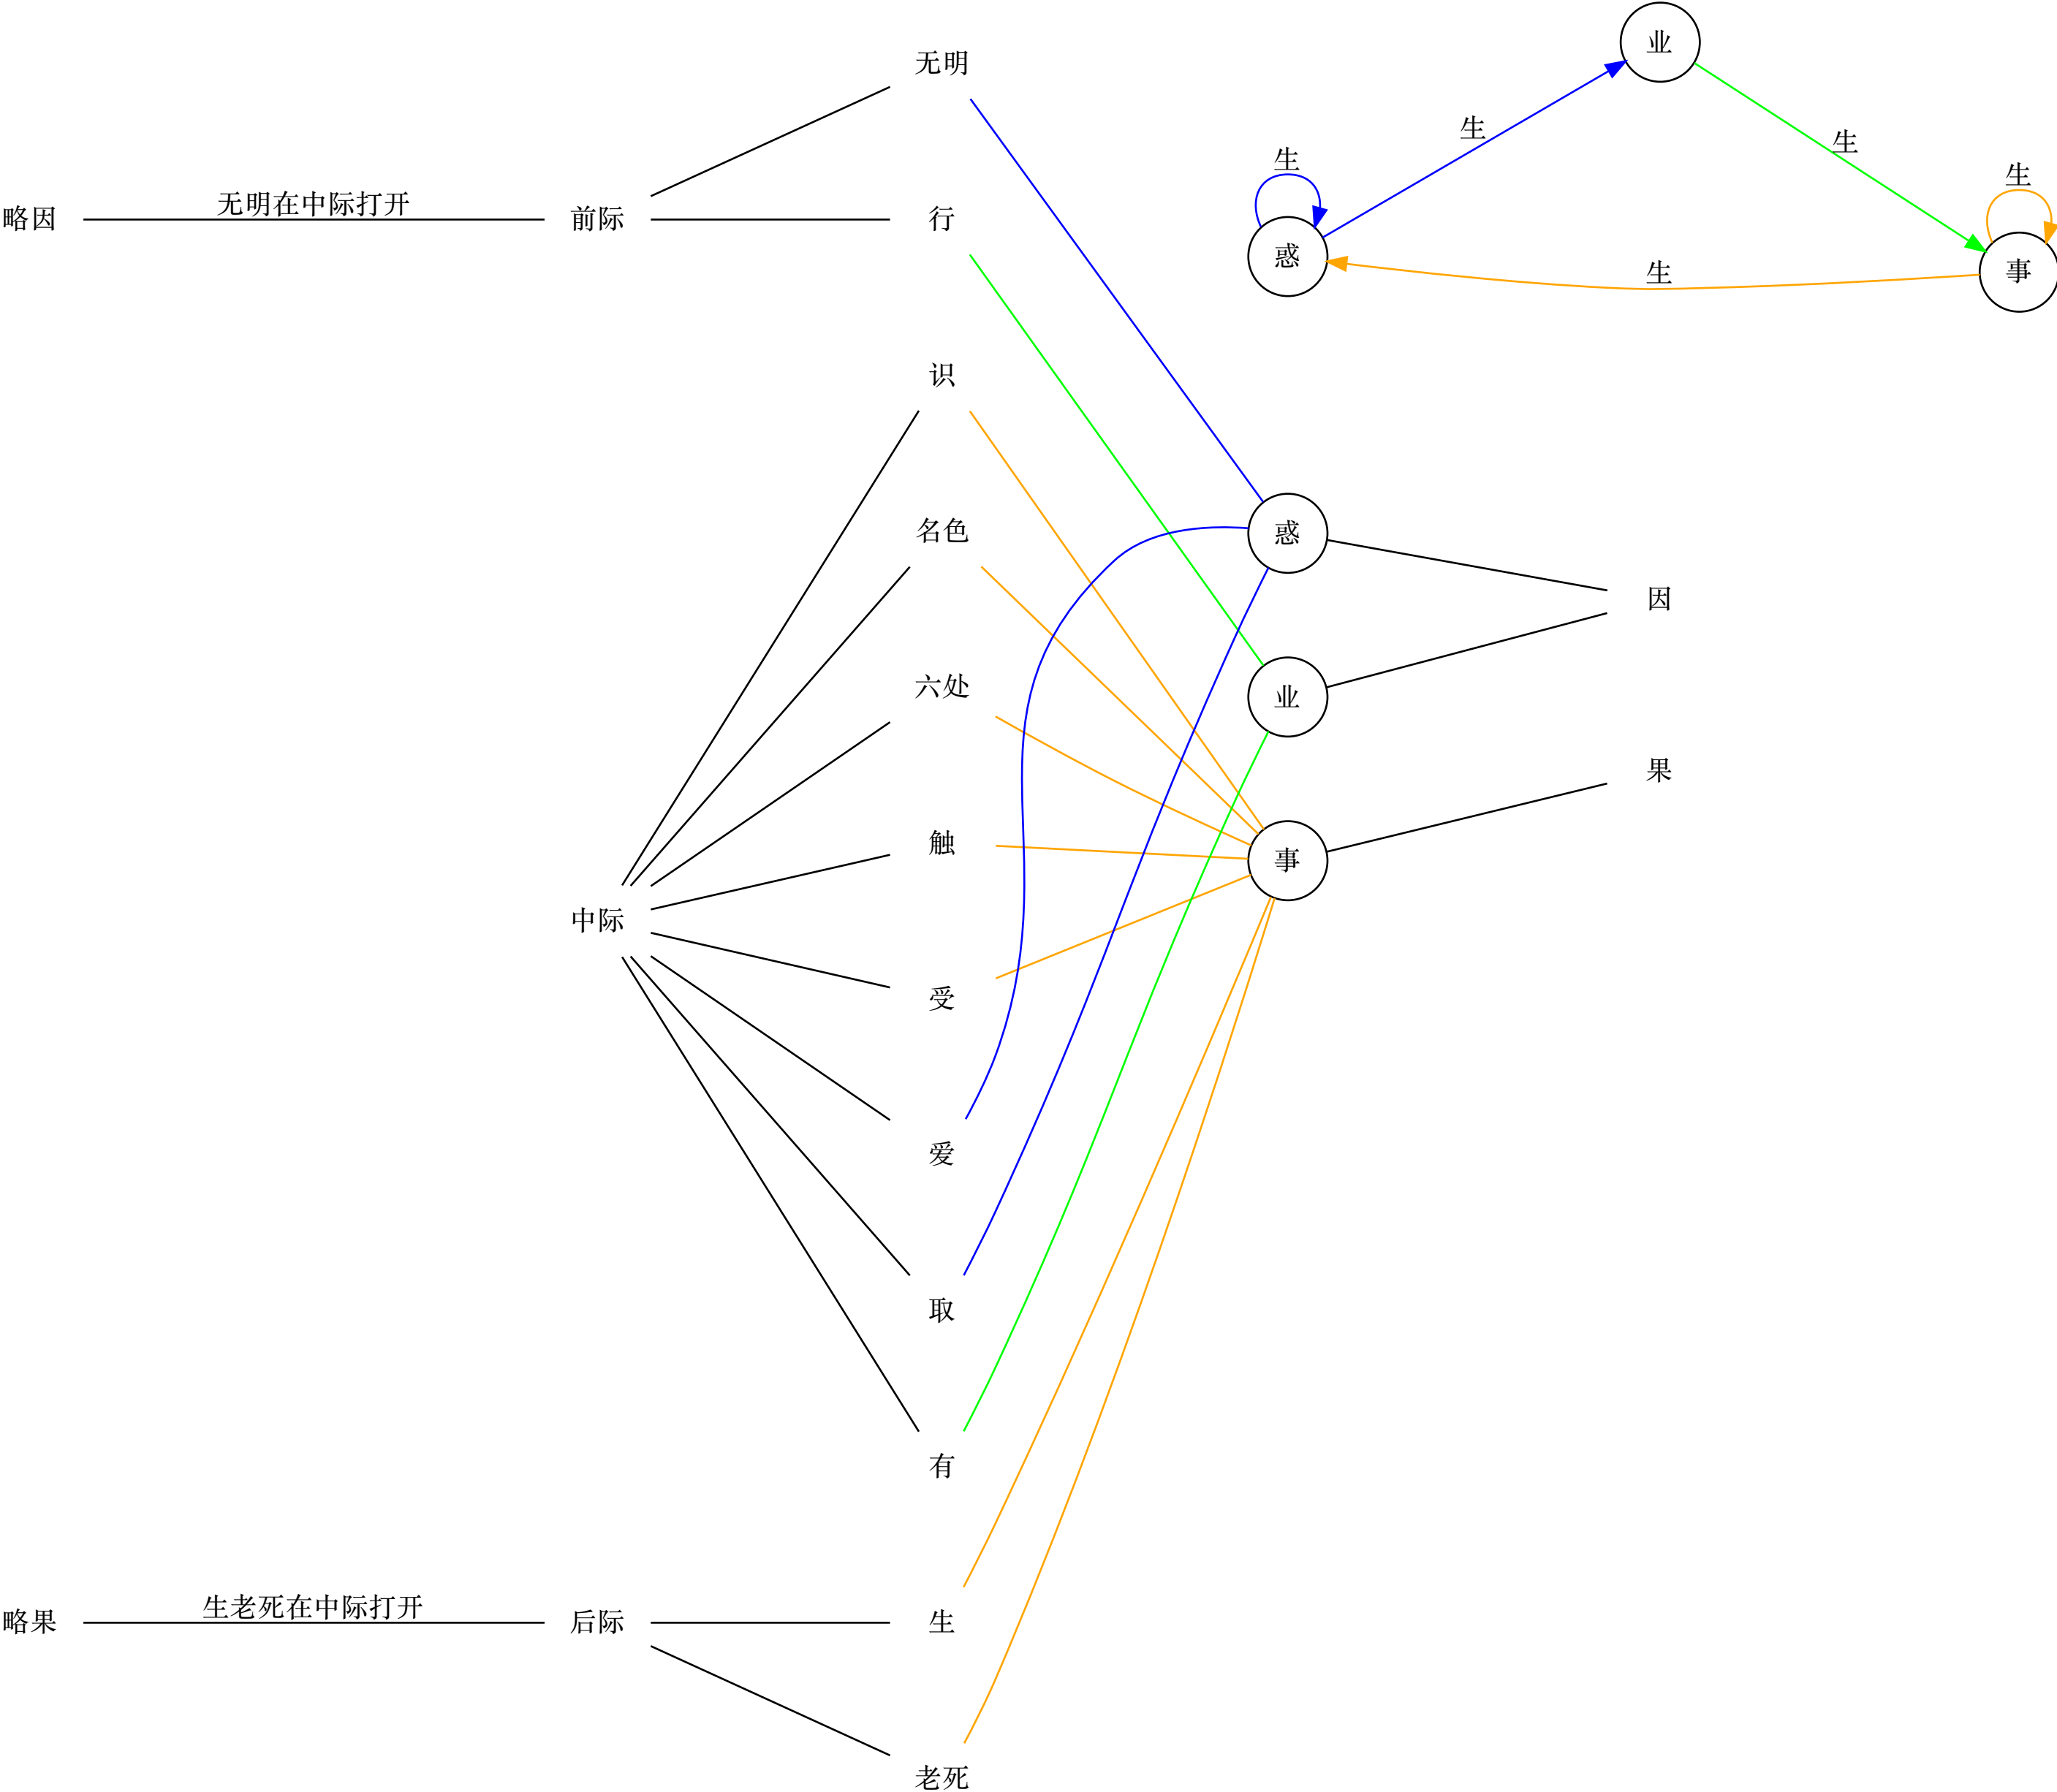 无明
业
生
生
生
生
略因
无明在中际打开
前际
行
惑
生
事
识
名色
惑
因
六处
业
果
触
事
中际
受
爱
取
有
生老死在中际打开
略果
后际
生
老死